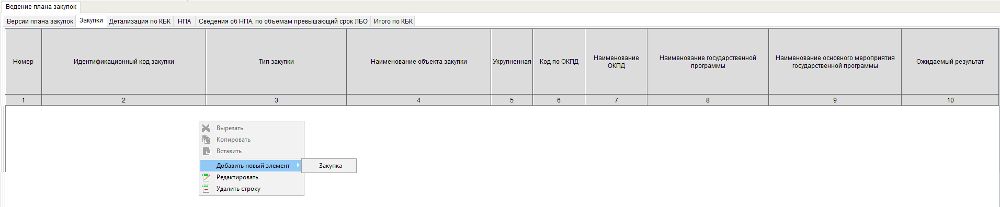 Ведение плана закупок
Версии плана закупок Закупки Детализация по КБК НПА Сведения об НПА, по объемам превышающий срок ЛБО Итого по КБК
Номер Идентификационный код закупки Тип закупки Наименование объекта закупки Укрупненная Код по ОКПД Наименование ОКПД Наименование государственной программы Наименование основного мероприятия государственной программы Ожидаемый результат
1 2 3 4 5 6 7 8 9 10
Вырезать
Копировать
Вставить
Добавить новый элемент Закупка
Редактировать
Удалить строку